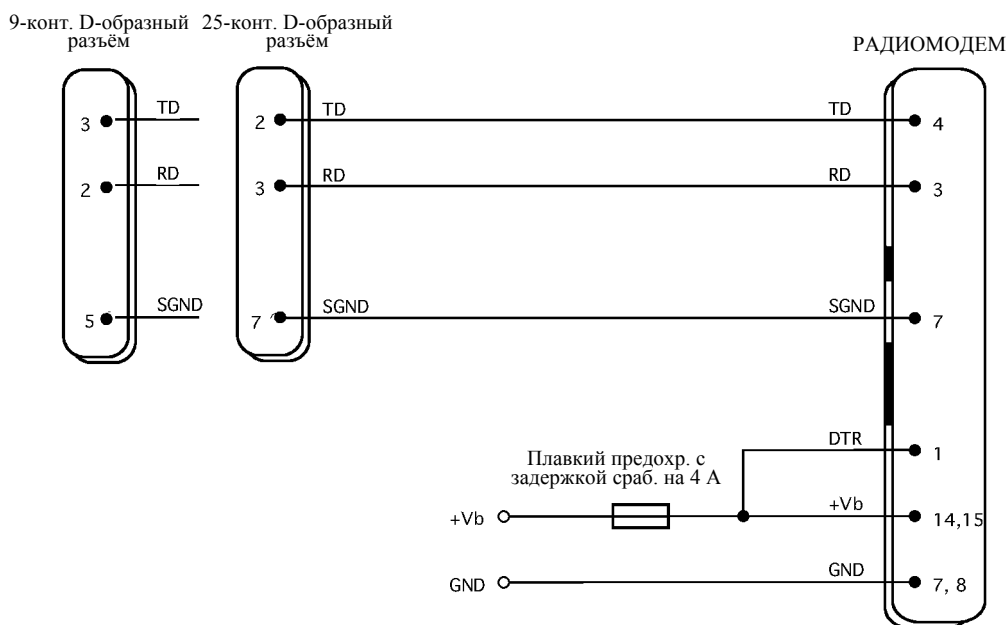 9-конт. D-образный
разъём
25-конт. D-образный
разъём
РАДИОМОДЕМ
3 TD
2 TD
TD 4
2 RD
3 RD
RD 3
5 SGND
7 SGND
SGND 7
DTR 1
Плавкий предохр. с
задержкой сраб. на 4 А
+Vb
+Vb 14,15
GND
GND 7, 8